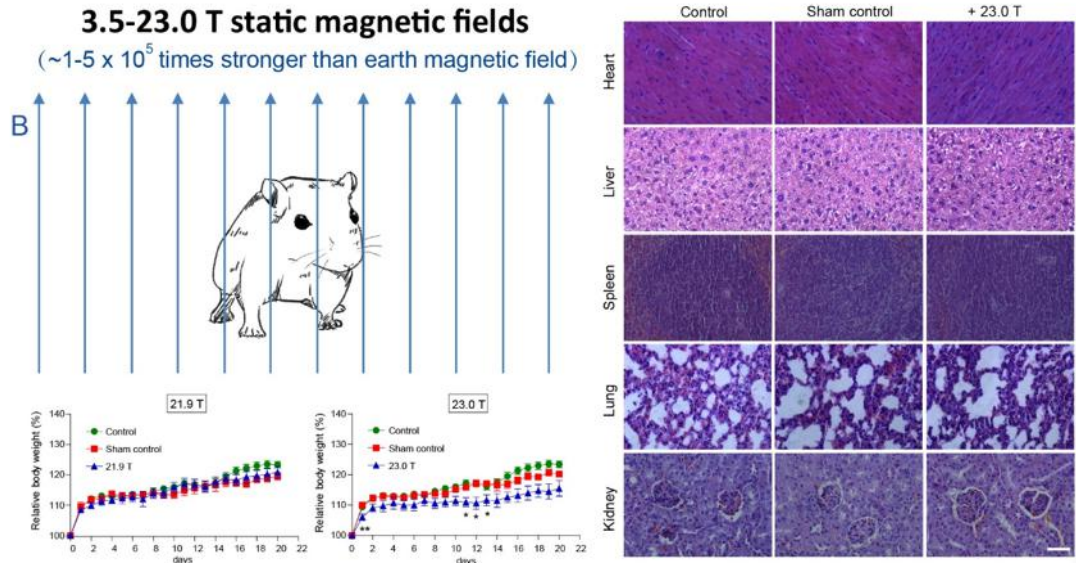 3.5-23.0 T static magnetic fields
(~1-5 x 10⁵ times stronger than earth magnetic field)
B
21.9 T
Relative body weight (%)
140
130
120
110
100
Control
Sham control
21.9 T
0 2 4 6 8 10 12 14 16 18 20 22
days
23.0 T
Relative body weight (%)
140
130
120
110
100
Control
Sham control
23.0 T
**
* * *
0 2 4 6 8 10 12 14 16 18 20 22
days
Control Sham control + 23.0 T
Heart
Liver
Spleen
Lung
Kidney